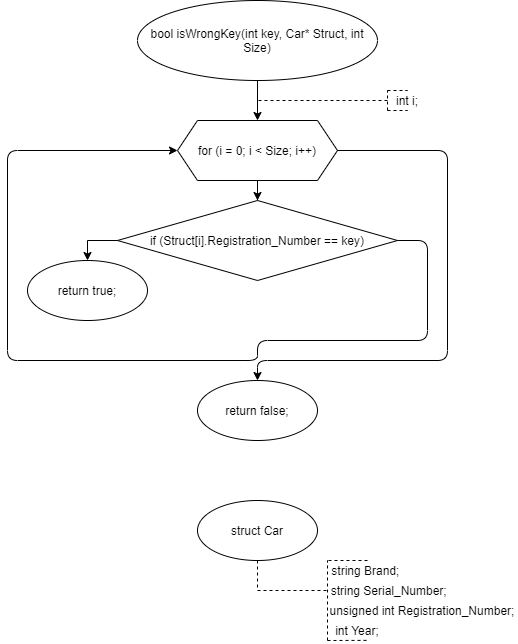 bool isWrongKey(int key, Car* Struct, int
Size)
int i;
for (i = 0; i < Size; i++)
if (Struct[i].Registration_Number == key)
return true;
return false;
struct Car
string Brand;
string Serial_Number;
unsigned int Registration_Number;
int Year;